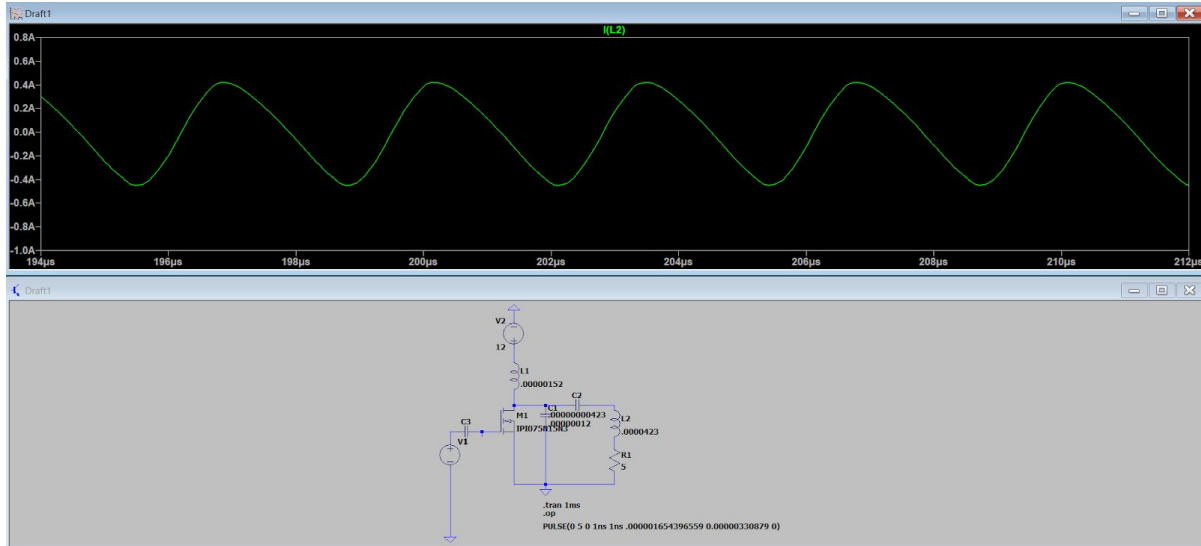 Draft1
I(L2)
0.8A
0.6A
0.4A
0.2A
0.0A
-0.2A
-0.4A
-0.6A
-0.8A
-1.0A
194µs 196µs 198µs 200µs 202µs 204µs 206µs 208µs 210µs 212µs
Draft1
V2
12
L1
.00000152
C2
.00000000423
C1
.00000012
M1
IPI075N15N3
C3
V1
L2
.0000423
R1
5
.tran 1ms
.op
PULSE(0 5 0 1ns 1ns .000001654396559 0.00000330879 0)